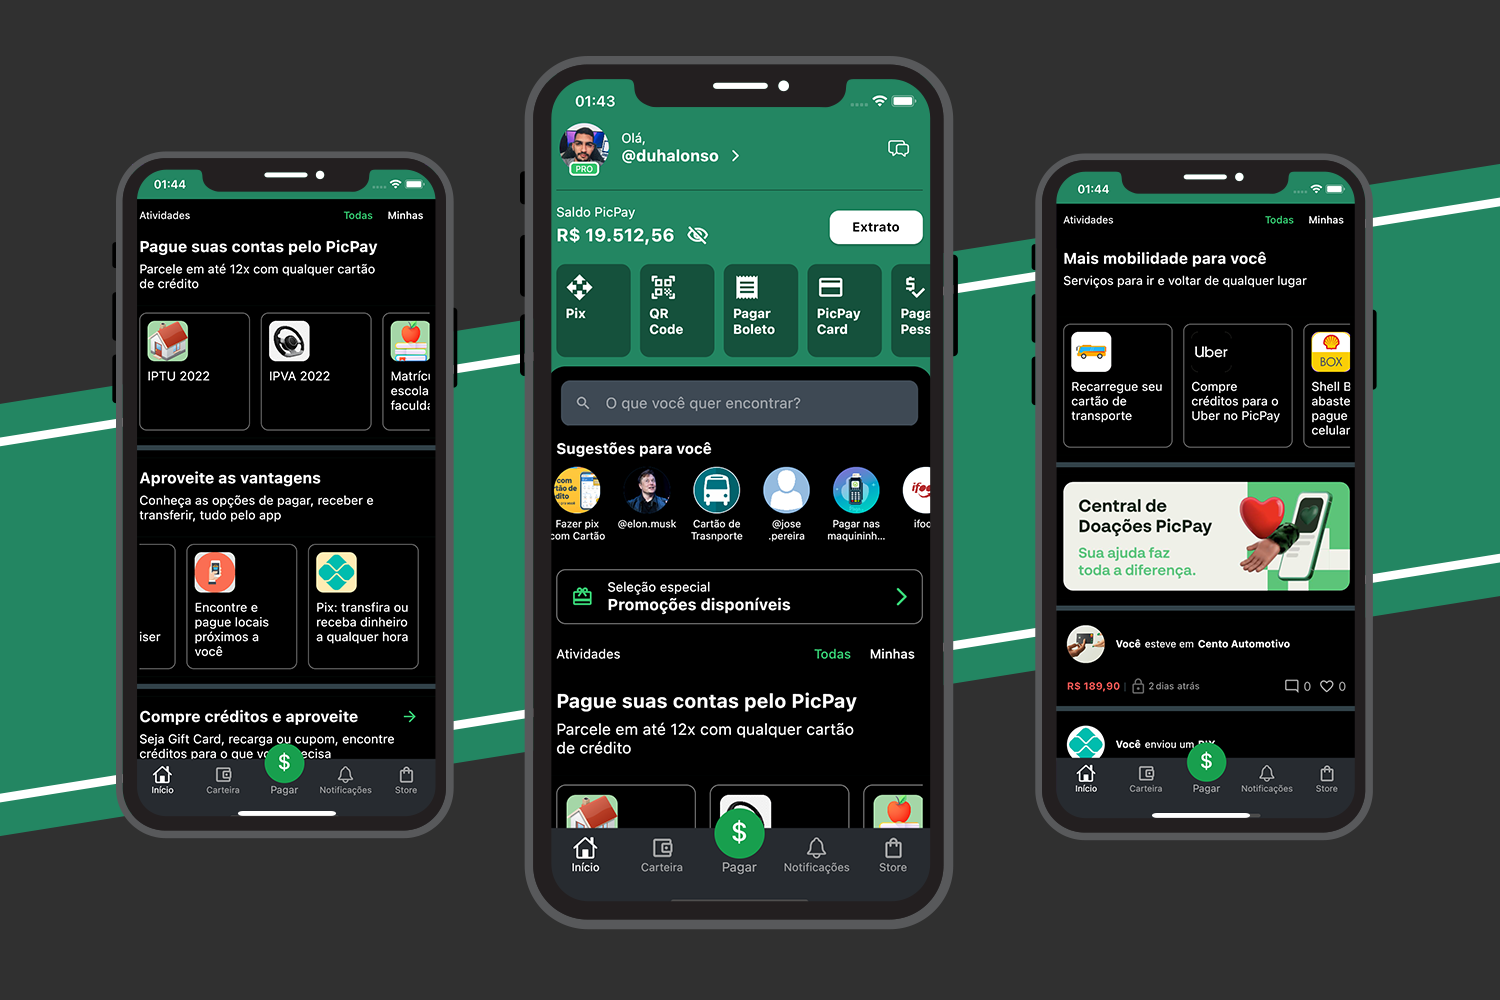 01:44
Atividades
Todas
Minhas
Pague suas contas pelo PicPay
Parcele em até 12x com qualquer cartão
de crédito
IPTU 2022
IPVA 2022
Matrícu
escola
faculda
Aproveite as vantagens
Conheça as opções de pagar, receber e
transferir, tudo pelo app
iser
Encontre e
pague locais
próximos a
você
Pix: transfira ou
receba dinheiro
a qualquer hora
Compre créditos e aproveite
Seja Gift Card, recarga ou cupom, encontre
créditos para o que vo ecisa
$
Início
Carteira
Pagar
Notificações
Store
01:43
PRO
Olá,
@duhalonso
Saldo PicPay
R$ 19.512,56
Extrato
Pix
QR
Code
Pagar
Boleto
PicPay
Card
Paga
Pess
O que você quer encontrar?
Sugestões para você
com
rtão de
dito
Fazer pix
com Cartão
@elon.musk
Cartão de
Trasnporte
@jose
.pereira
Pagar nas
maquininh...
ifoo
ifoc
Seleção especial
Promoções disponíveis
Atividades
Todas
Minhas
Pague suas contas pelo PicPay
Parcele em até 12x com qualquer cartão
de crédito
$
Início
Carteira
Pagar
Notificações
Store
01:44
Atividades
Todas
Minhas
Mais mobilidade para você
Serviços para ir e voltar de qualquer lugar
Recarregue seu
cartão de
transporte
Uber
Compre
créditos para o
Uber no PicPay
BOX
Shell B
abaste
pague
celular
Central de
Doações PicPay
Sua ajuda faz
toda a diferença.
Você esteve em Cento Automotivo
R$ 189,90
2 dias atrás
0
0
Você enviou um PIX
$
Início
Carteira
Pagar
Notificações
Store